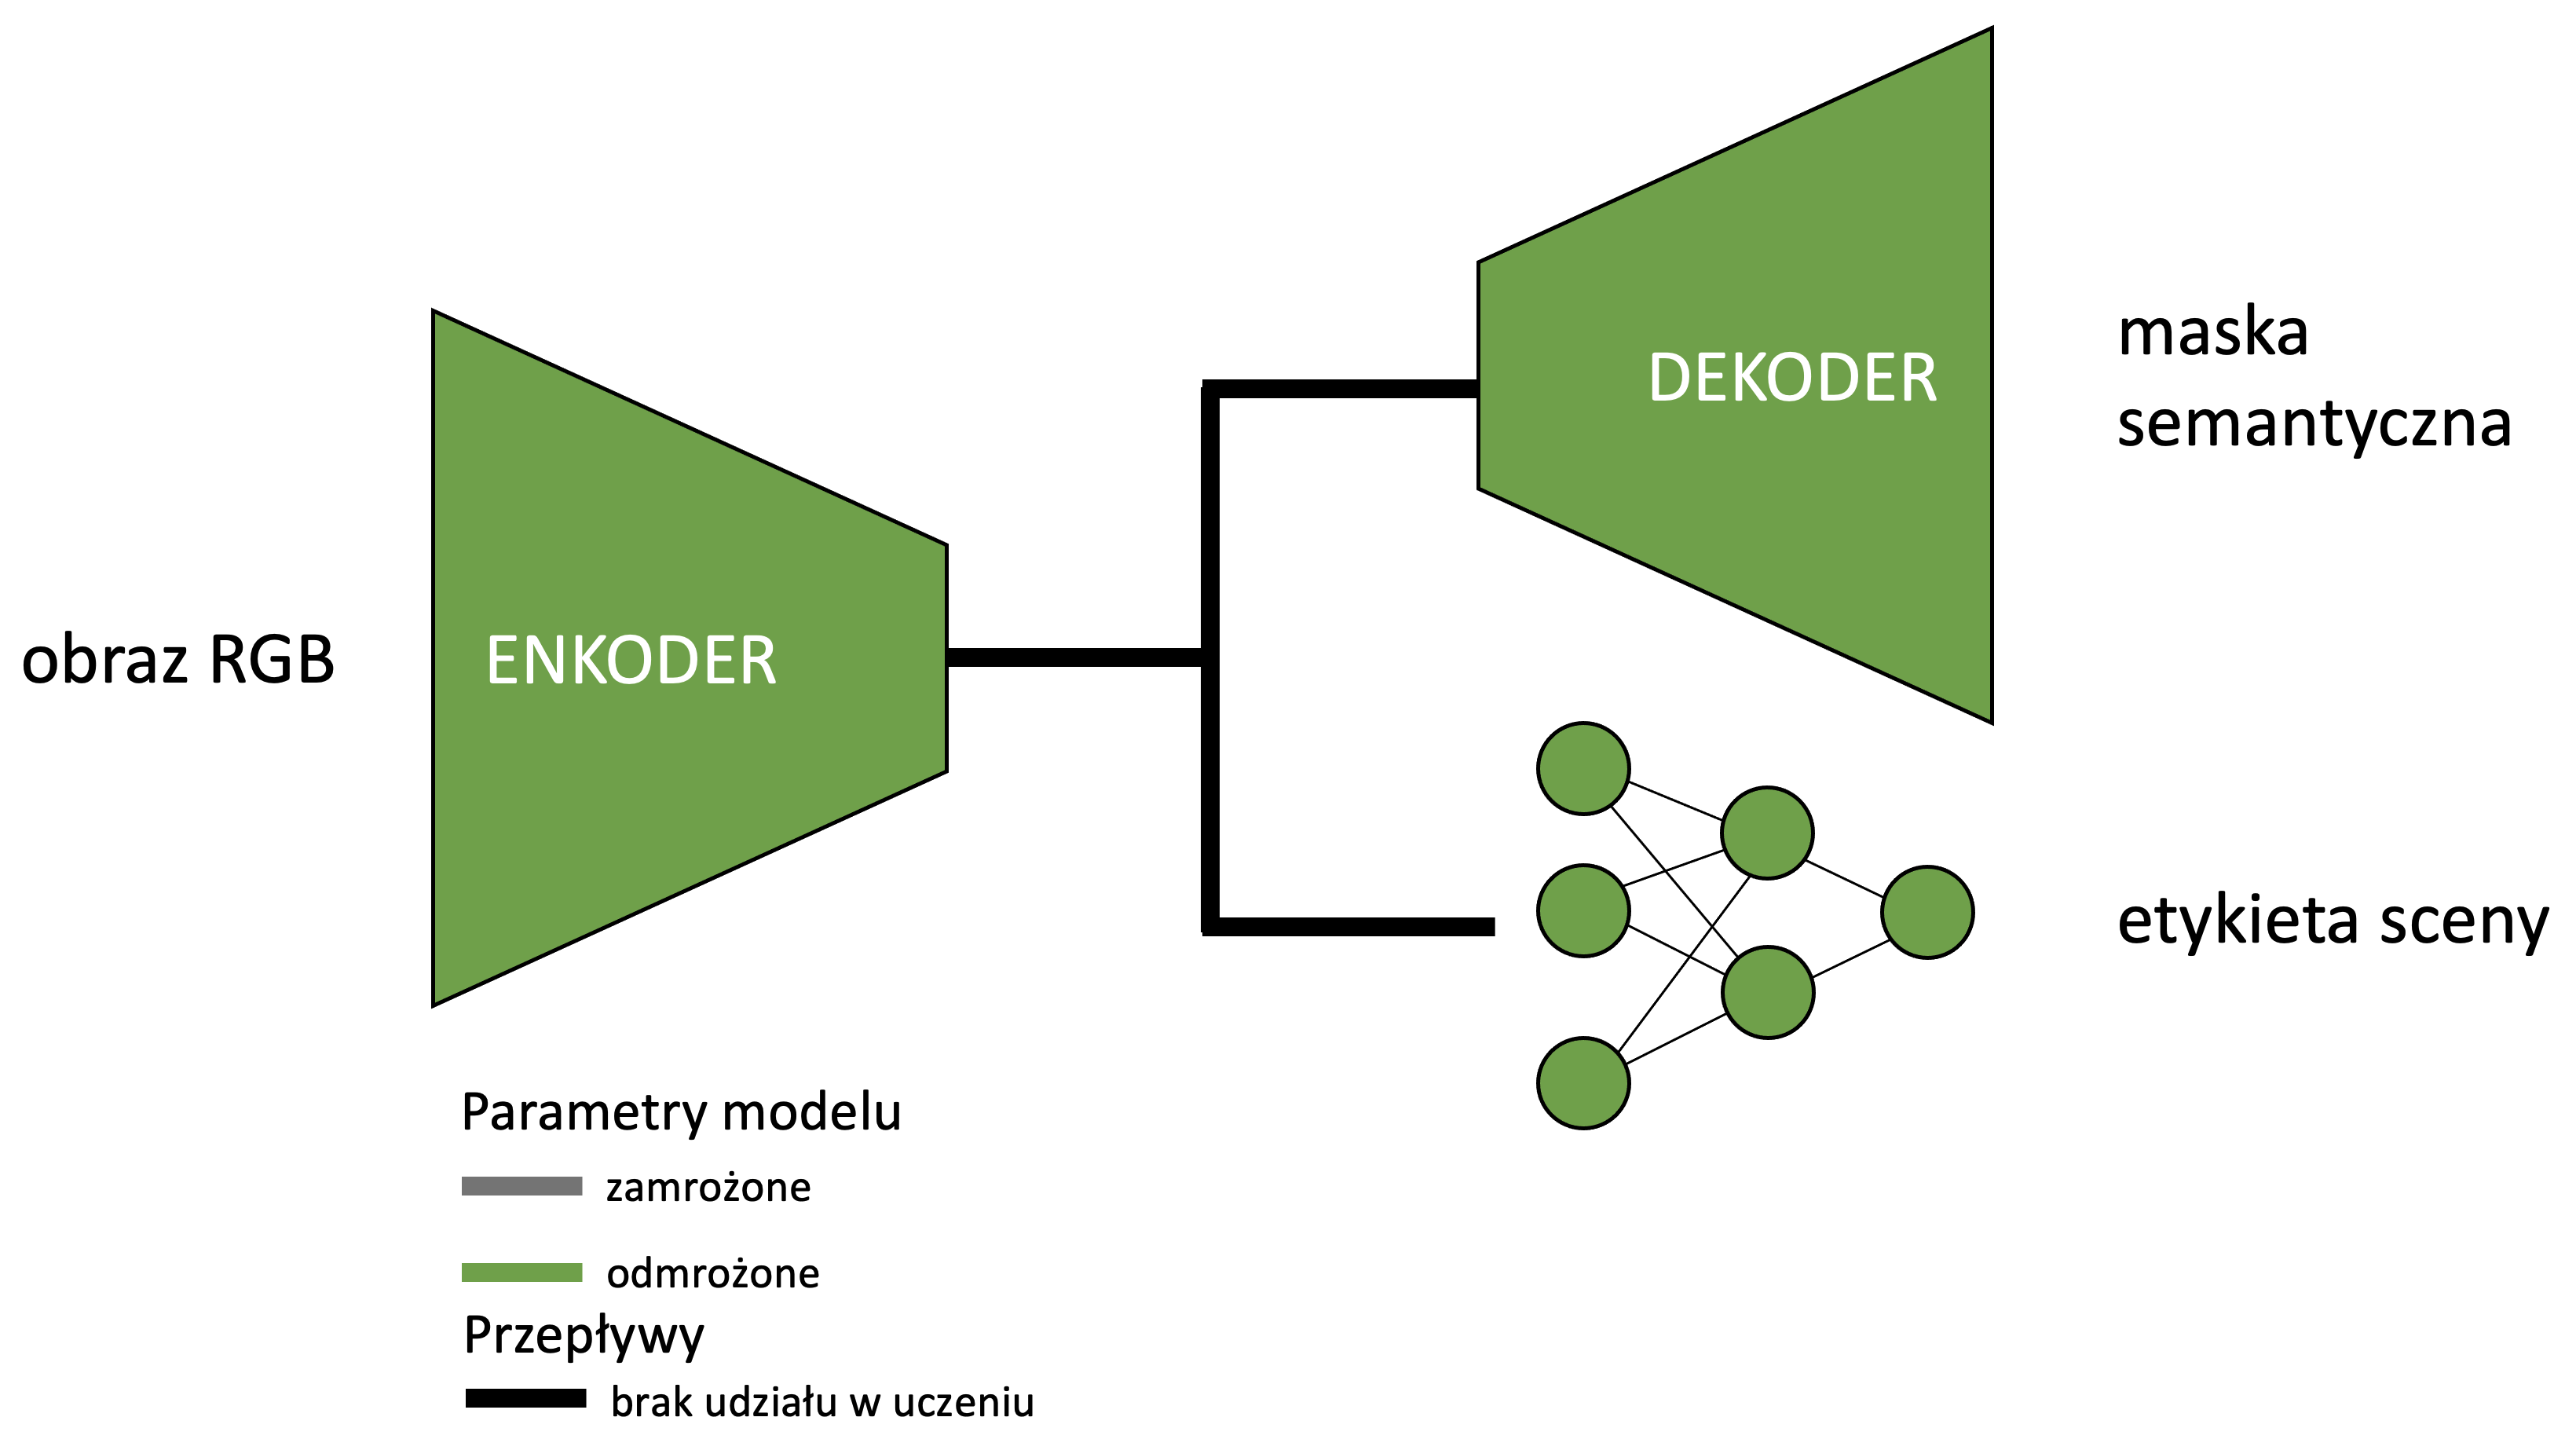 obraz RGB
ENKODER
DEKODER
maska
semantyczna
etykieta sceny
Parametry modelu
zamrożone
odmrożone
Przepływy
brak udziału w uczeniu